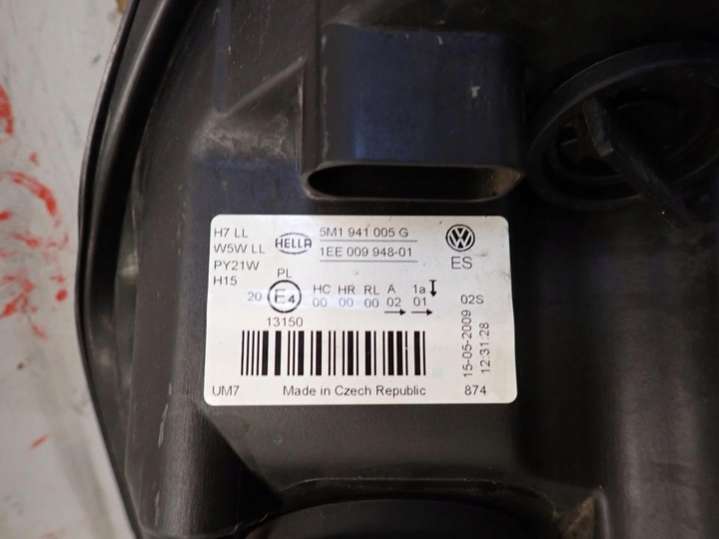 H7 LL
W5W LL
PY21W
H15
HELLA
5M1 941 005 G
1EE 009 948-01
VW
ES
PL
20 E4
13150
HC HR RL A 1a
00 00 00 02 01
02S
15-05-2009
12:31:28
UM7 Made in Czech Republic 874